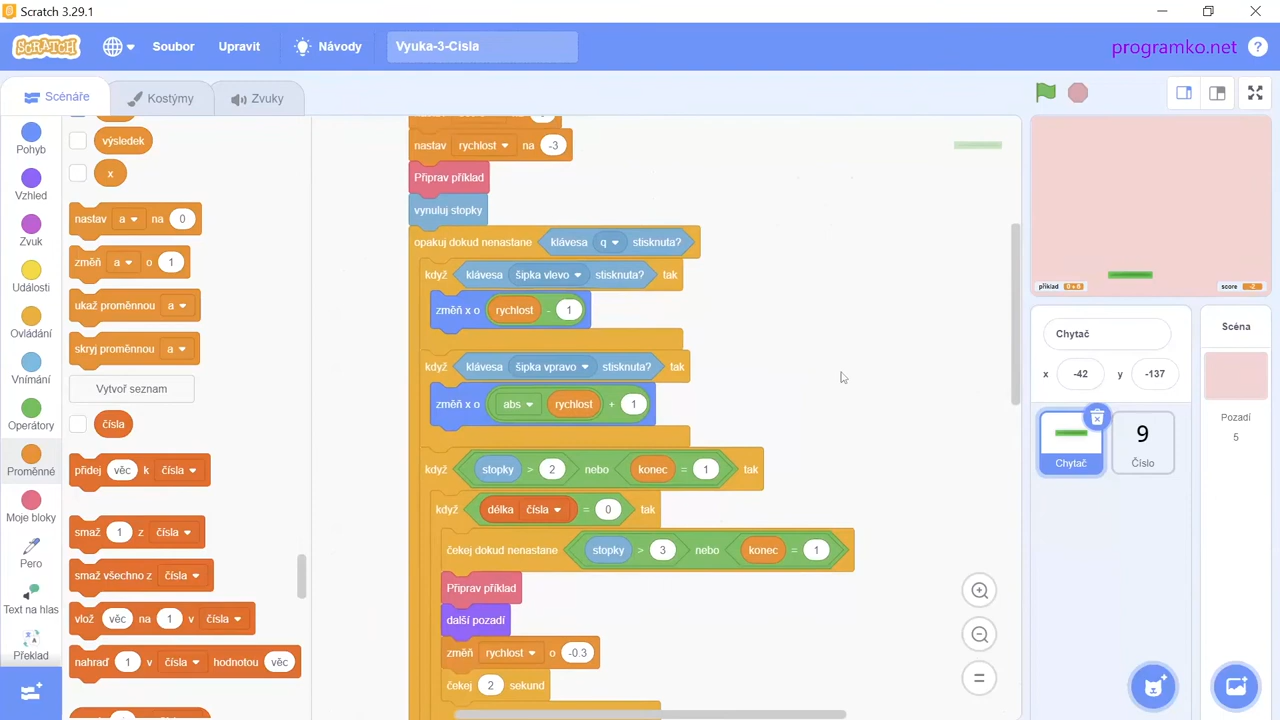 Scratch 3.29.1
SCRATCH
Soubor
Upravit
Návody
Vyuka-3-Cisla
programko.net
?
Scénáře
Kostýmy
Zvuky
Pohyb
Vzhled
Zvuk
Události
Ovládání
Vnímání
Operátory
Proměnné
Moje bloky
Pero
Text na hlas
Překlad
výsledek
x
nastav a na 0
změň a o 1
ukaž proměnnou a
skryj proměnnou a
Vytvoř seznam
čísla
přidej věc k čísla
smaž 1 z čísla
smaž všechno z čísla
vlož věc na 1 v čísla
nahraď 1 v čísla hodnotou věc
nastav rychlost na -3
Připrav příklad
vynuluj stopky
opakuj dokud nenastane klávesa q stisknuta?
když klávesa šipka vlevo stisknuta? tak
změň x o rychlost - 1
když klávesa šipka vpravo stisknuta? tak
změň x o abs rychlost + 1
když stopky > 2 nebo konec = 1 tak
když délka čísla = 0 tak
čekej dokud nenastane stopky > 3 nebo konec = 1
Připrav příklad
další pozadí
změň rychlost o -0.3
čekej 2 sekund
příklad
score -2
Chytač
x -42 y -137
Chytač
9
Číslo
Scéna
Pozadí
5